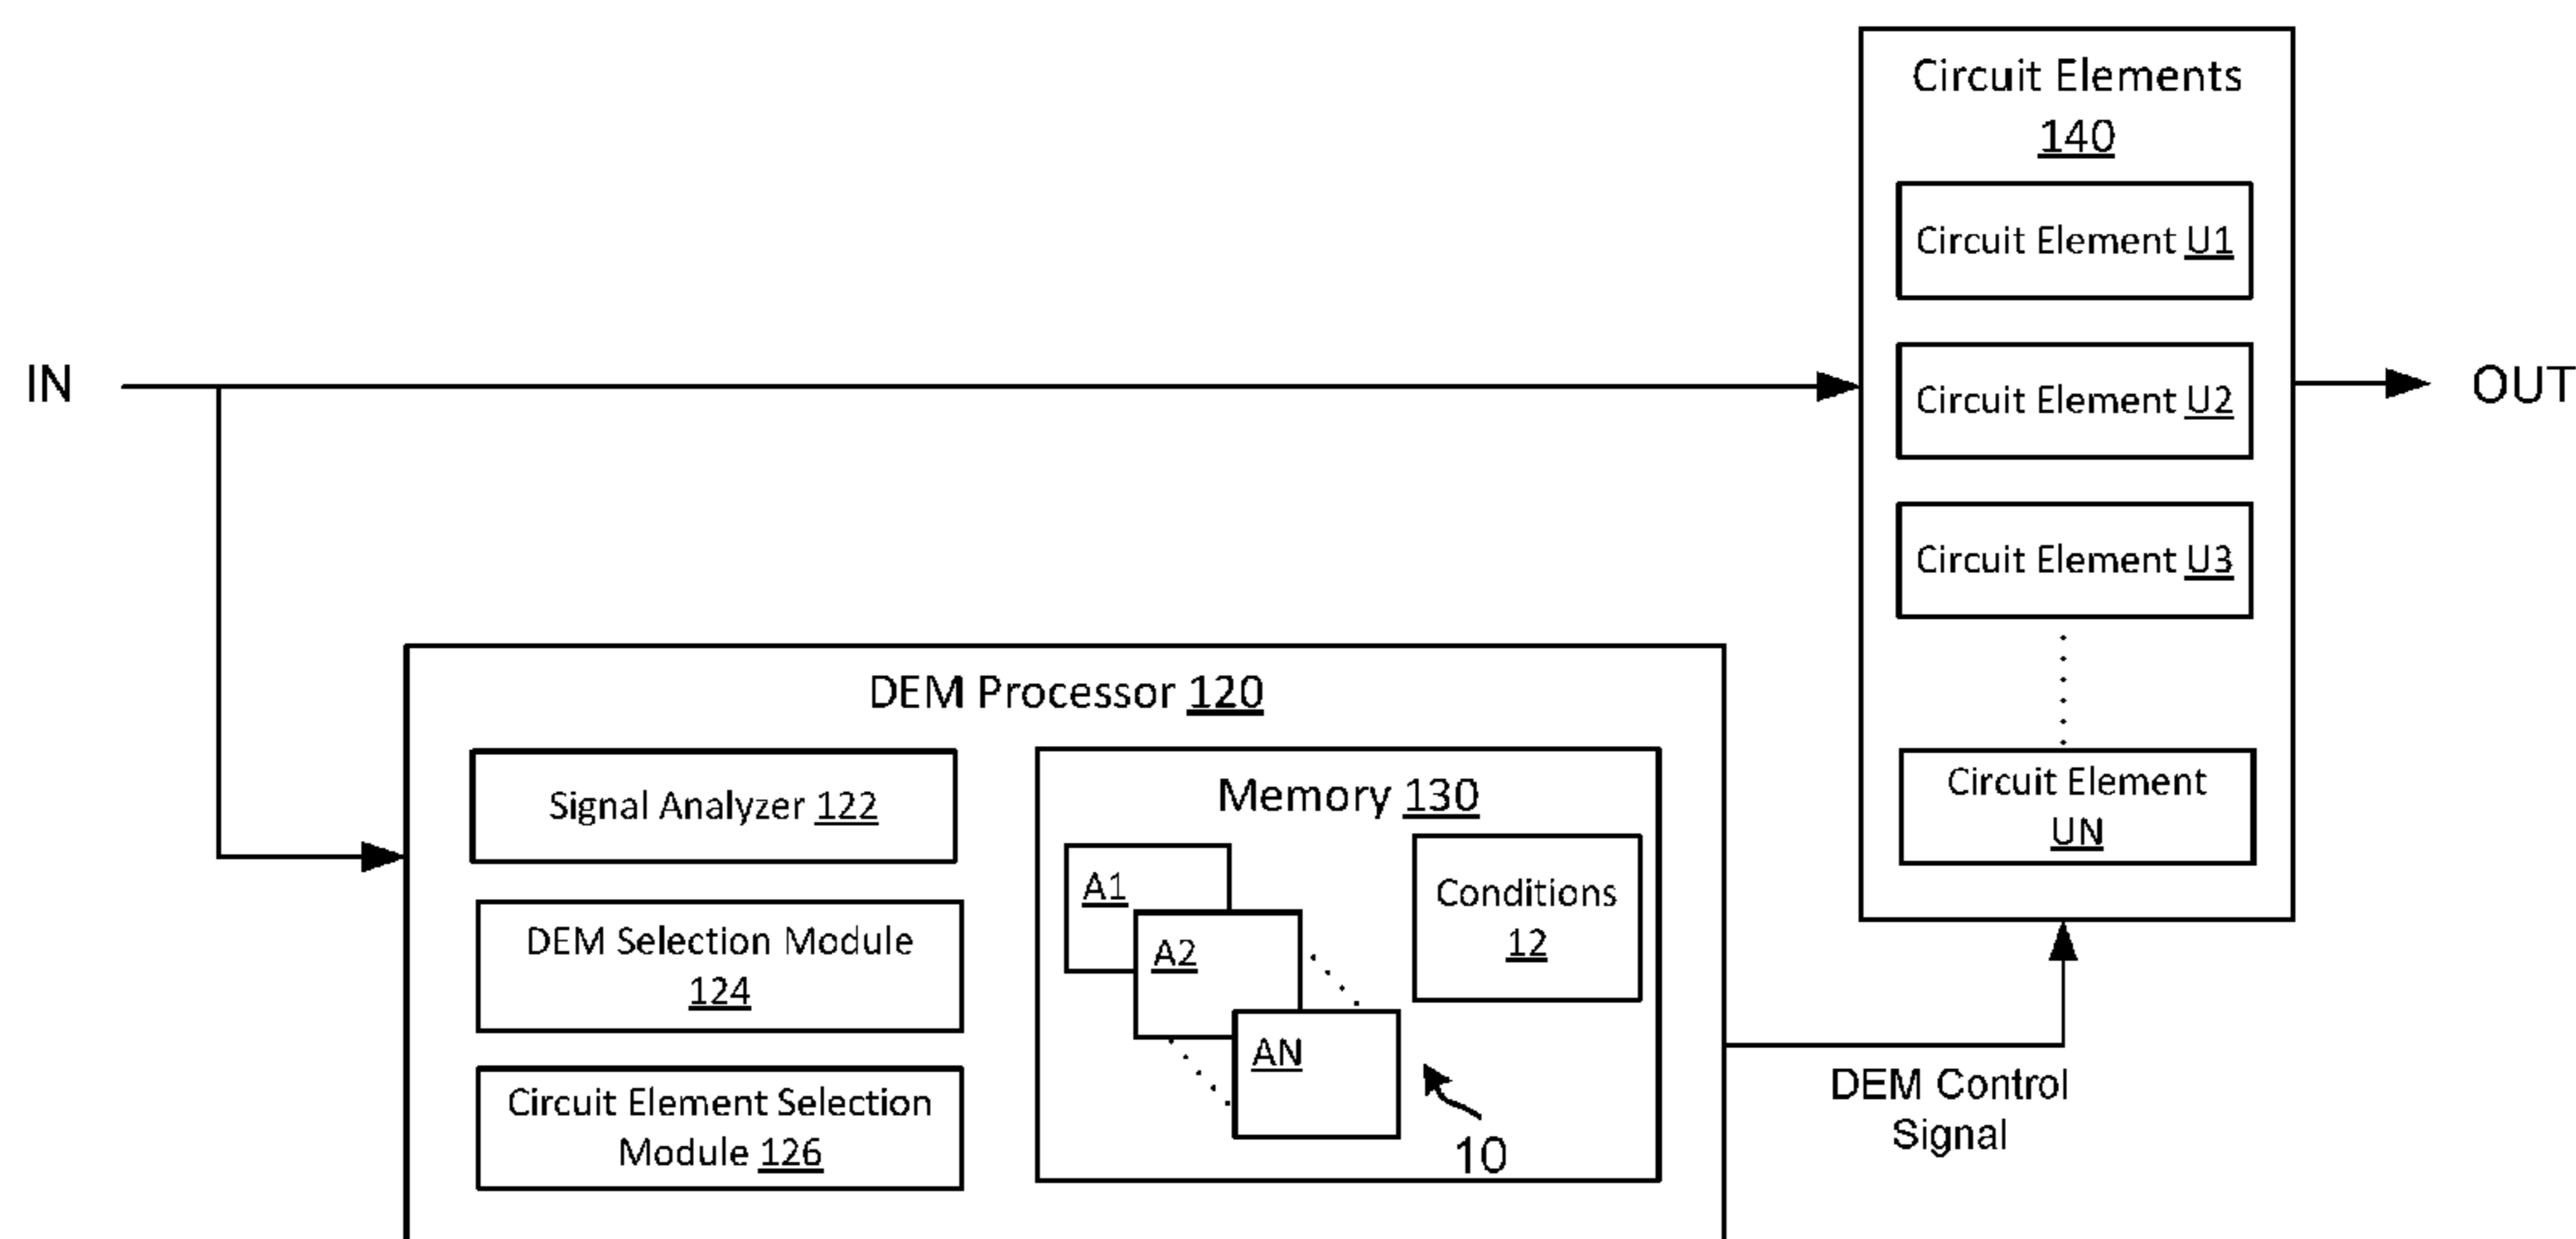 Circuit Elements
140
Circuit Element U1
IN
Circuit Element U2
OUT
Circuit Element U3
DEM Processor 120
Signal Analyzer 122
Memory 130
Circuit Element
UN
A1
Conditions
12
DEM Selection Module
124
A2
AN
Circuit Element Selection
Module 126
10
DEM Control
Signal